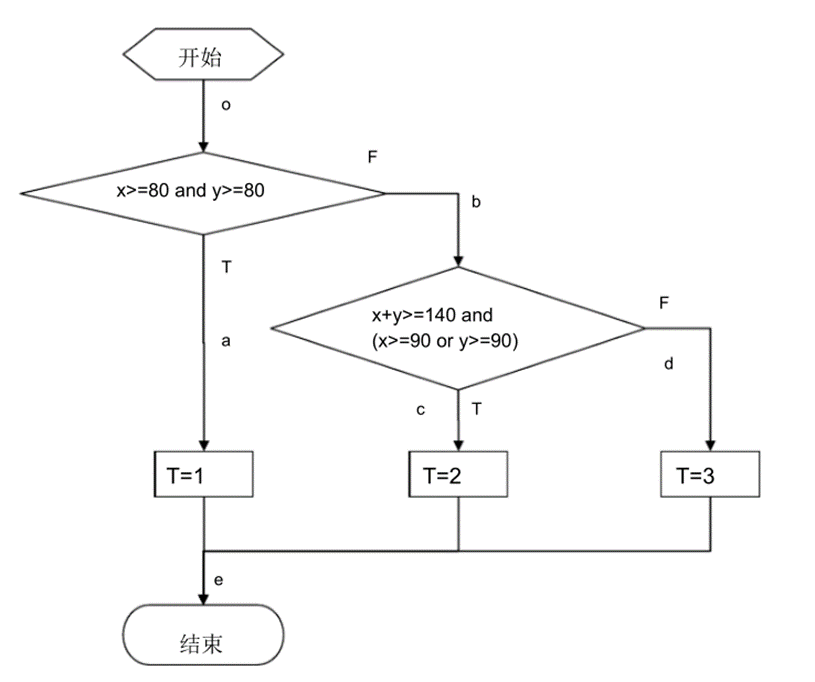 开始
o
F
x>=80 and y>=80
b
T
F
x+y>=140 and
(x>=90 or y>=90)
a
d
c
T
T=1
T=2
T=3
e
结束